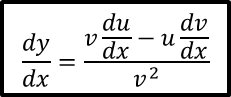 dy/dx = (v du/dx − u dv/dx)/v²